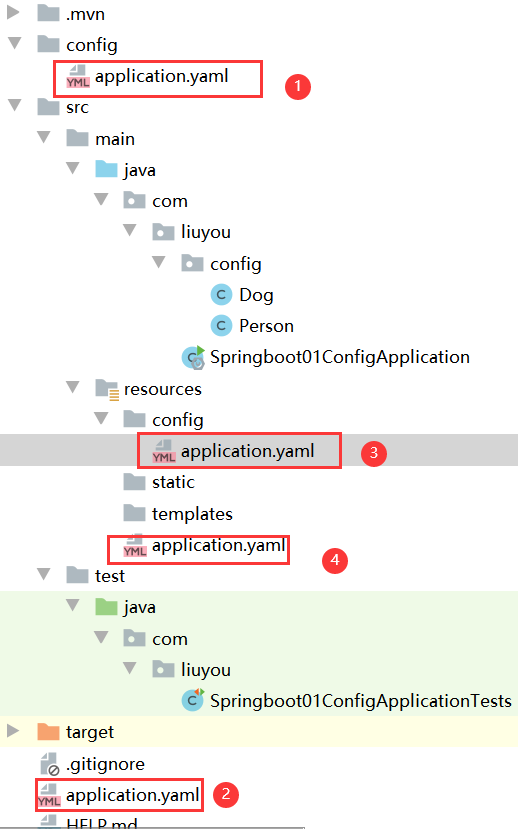 .mvn
config
YML application.yaml
1
src
main
java
com
liuyou
config
C Dog
C Person
C Springboot01ConfigApplication
resources
config
YML application.yaml
3
static
templates
YML application.yaml
4
test
java
com
liuyou
C Springboot01ConfigApplicationTests
target
.gitignore
YML application.yaml
2
HELP.md